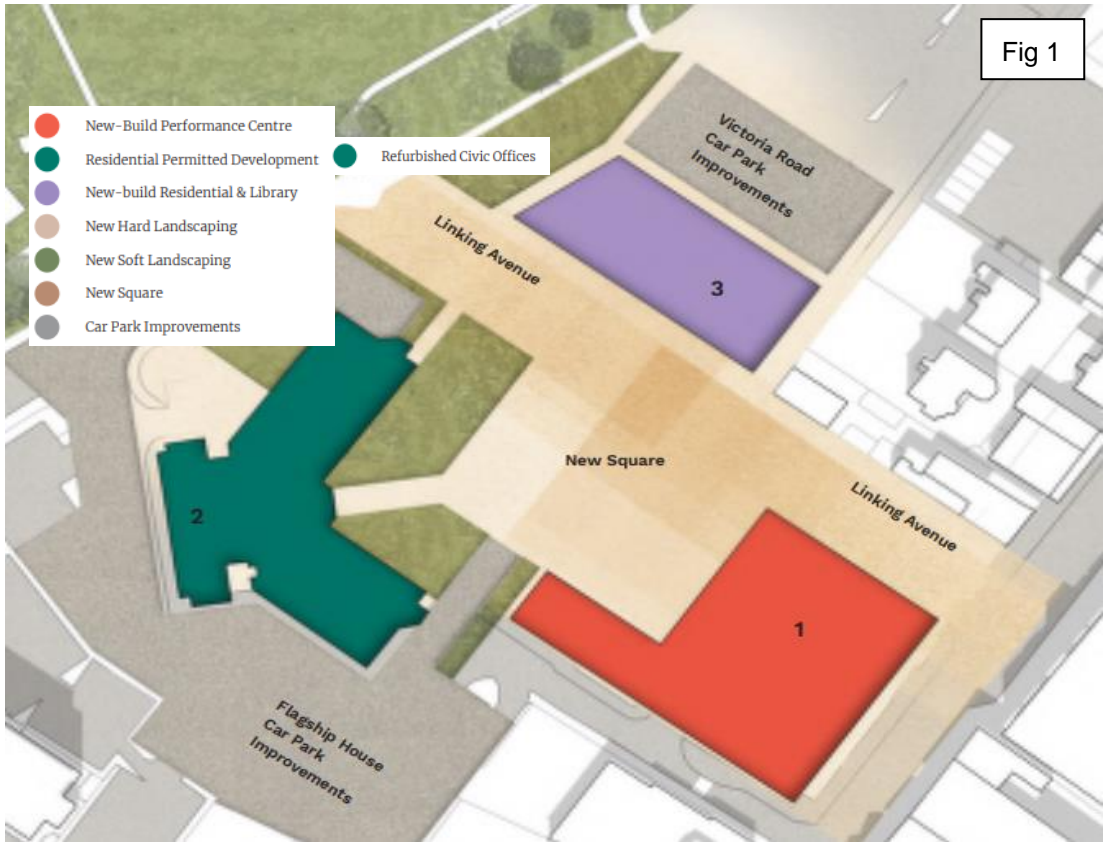 Fig 1
New-Build Performance Centre
Residential Permitted Development
Refurbished Civic Offices
New-build Residential & Library
New Hard Landscaping
New Soft Landscaping
New Square
Car Park Improvements
Victoria Road
Car Park
Improvements
Linking Avenue
3
New Square
Linking Avenue
2
1
Flagship House
Car Park
Improvements